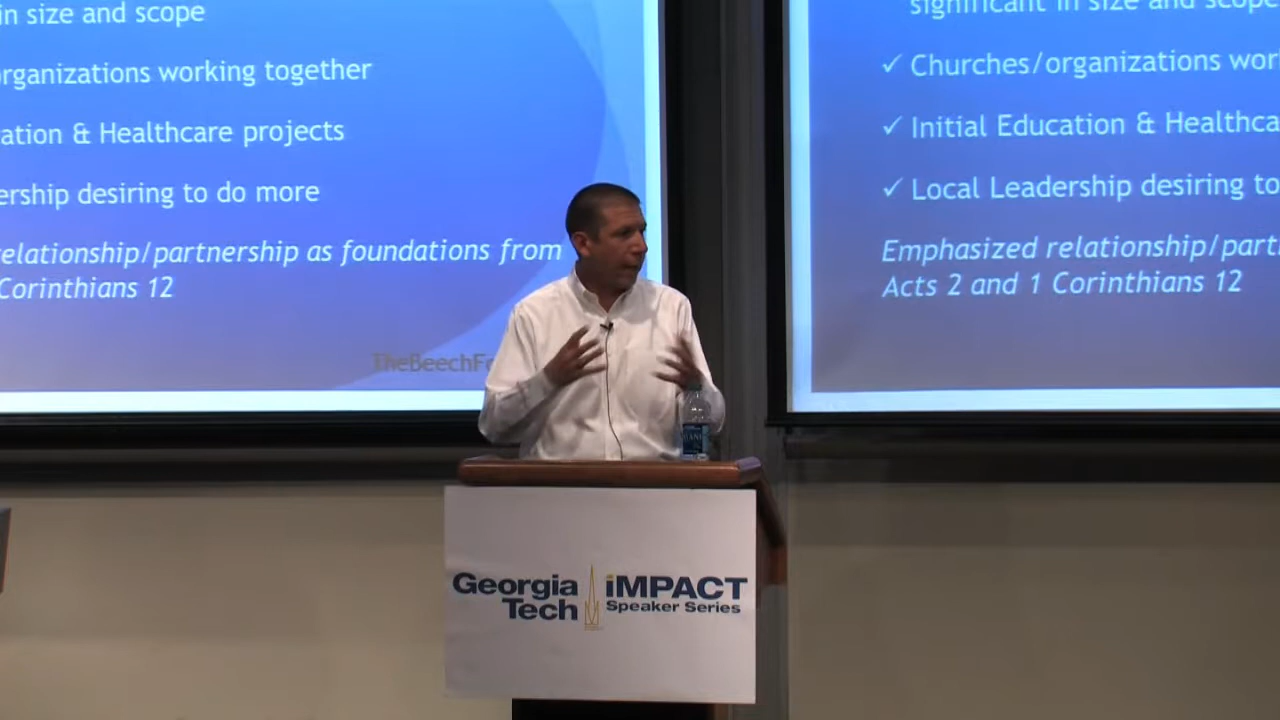 in size and scope
organizations working together
ation & Healthcare projects
ership desiring to do more
relationship/partnership as foundations from
Corinthians 12
TheBeechFo
significant in size and scope
✓ Churches/organizations wor
✓ Initial Education & Healthca
✓ Local Leadership desiring to
Emphasized relationship/part
Acts 2 and 1 Corinthians 12
Georgia Tech
iMPACT
Speaker Series